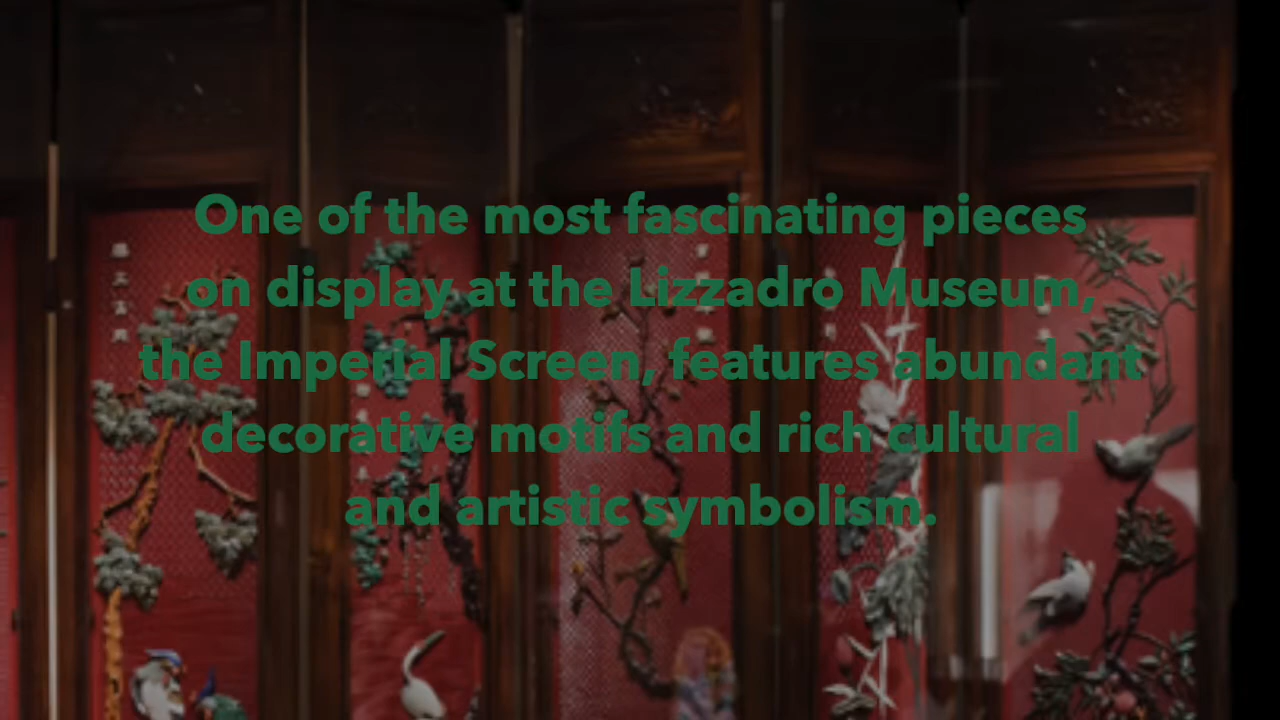 One of the most fascinating pieces
on display at the Lizzadro Museum,
the Imperial Screen, features abundant
decorative motifs and rich cultural
and artistic symbolism.